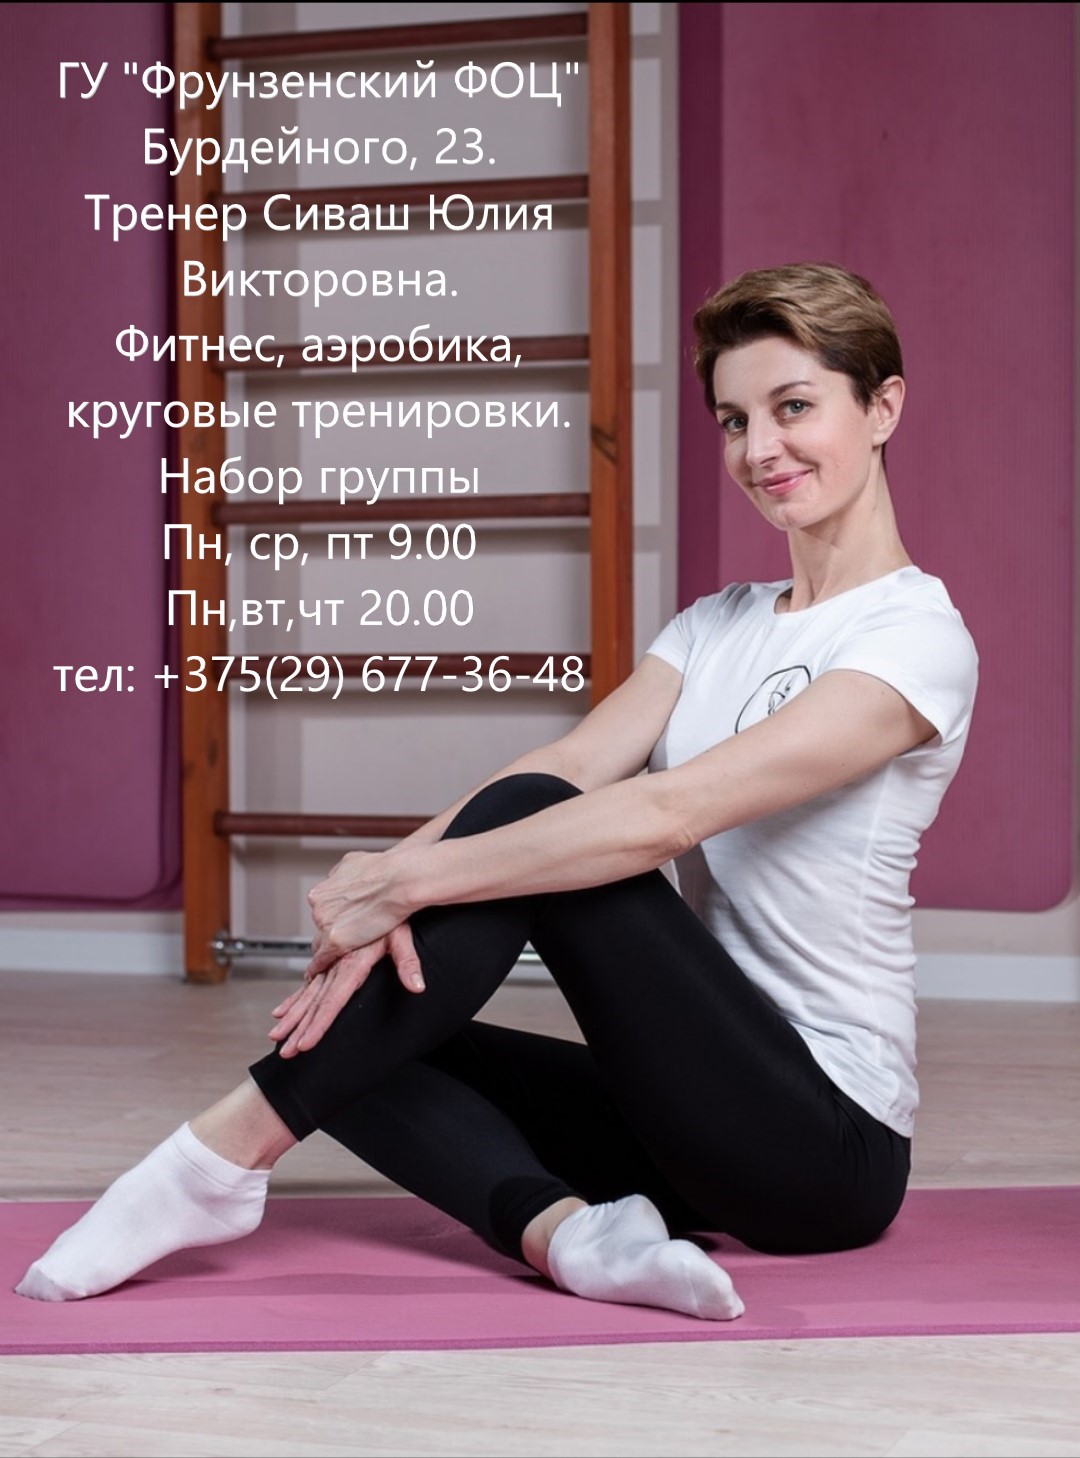 ГУ "Фрунзенский ФОЦ"
Бурдейного, 23.
Тренер Сиваш Юлия
Викторовна.
Фитнес, аэробика,
круговые тренировки.
Набор группы
Пн, ср, пт 9.00
Пн,вт,чт 20.00
тел: +375(29) 677-36-48